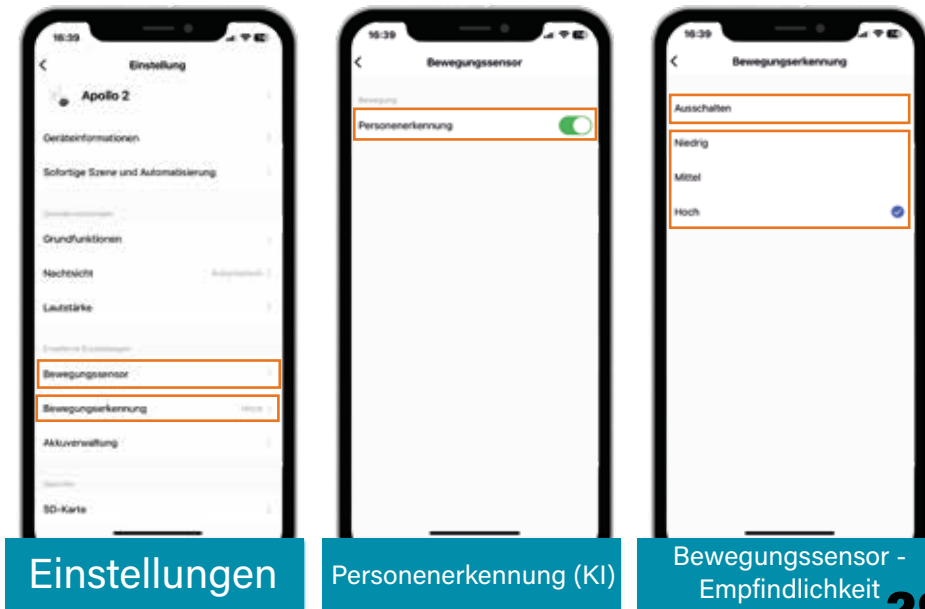 16:39
Einstellung
Apollo 2
Geräteinformationen
Sofortige Szene und Automatisierung
Grundfunktionen
Nachtsicht
Lautstärke
Bewegungssensor
Bewegungserkennung Hoch
Akkuverwaltung
SD-Karte
Einstellungen
16:39
Bewegungssensor
Bewegung
Personenerkennung
Personenerkennung (KI)
16:39
Bewegungserkennung
Ausschalten
Niedrig
Mittel
Hoch
Bewegungssensor -
Empfindlichkeit